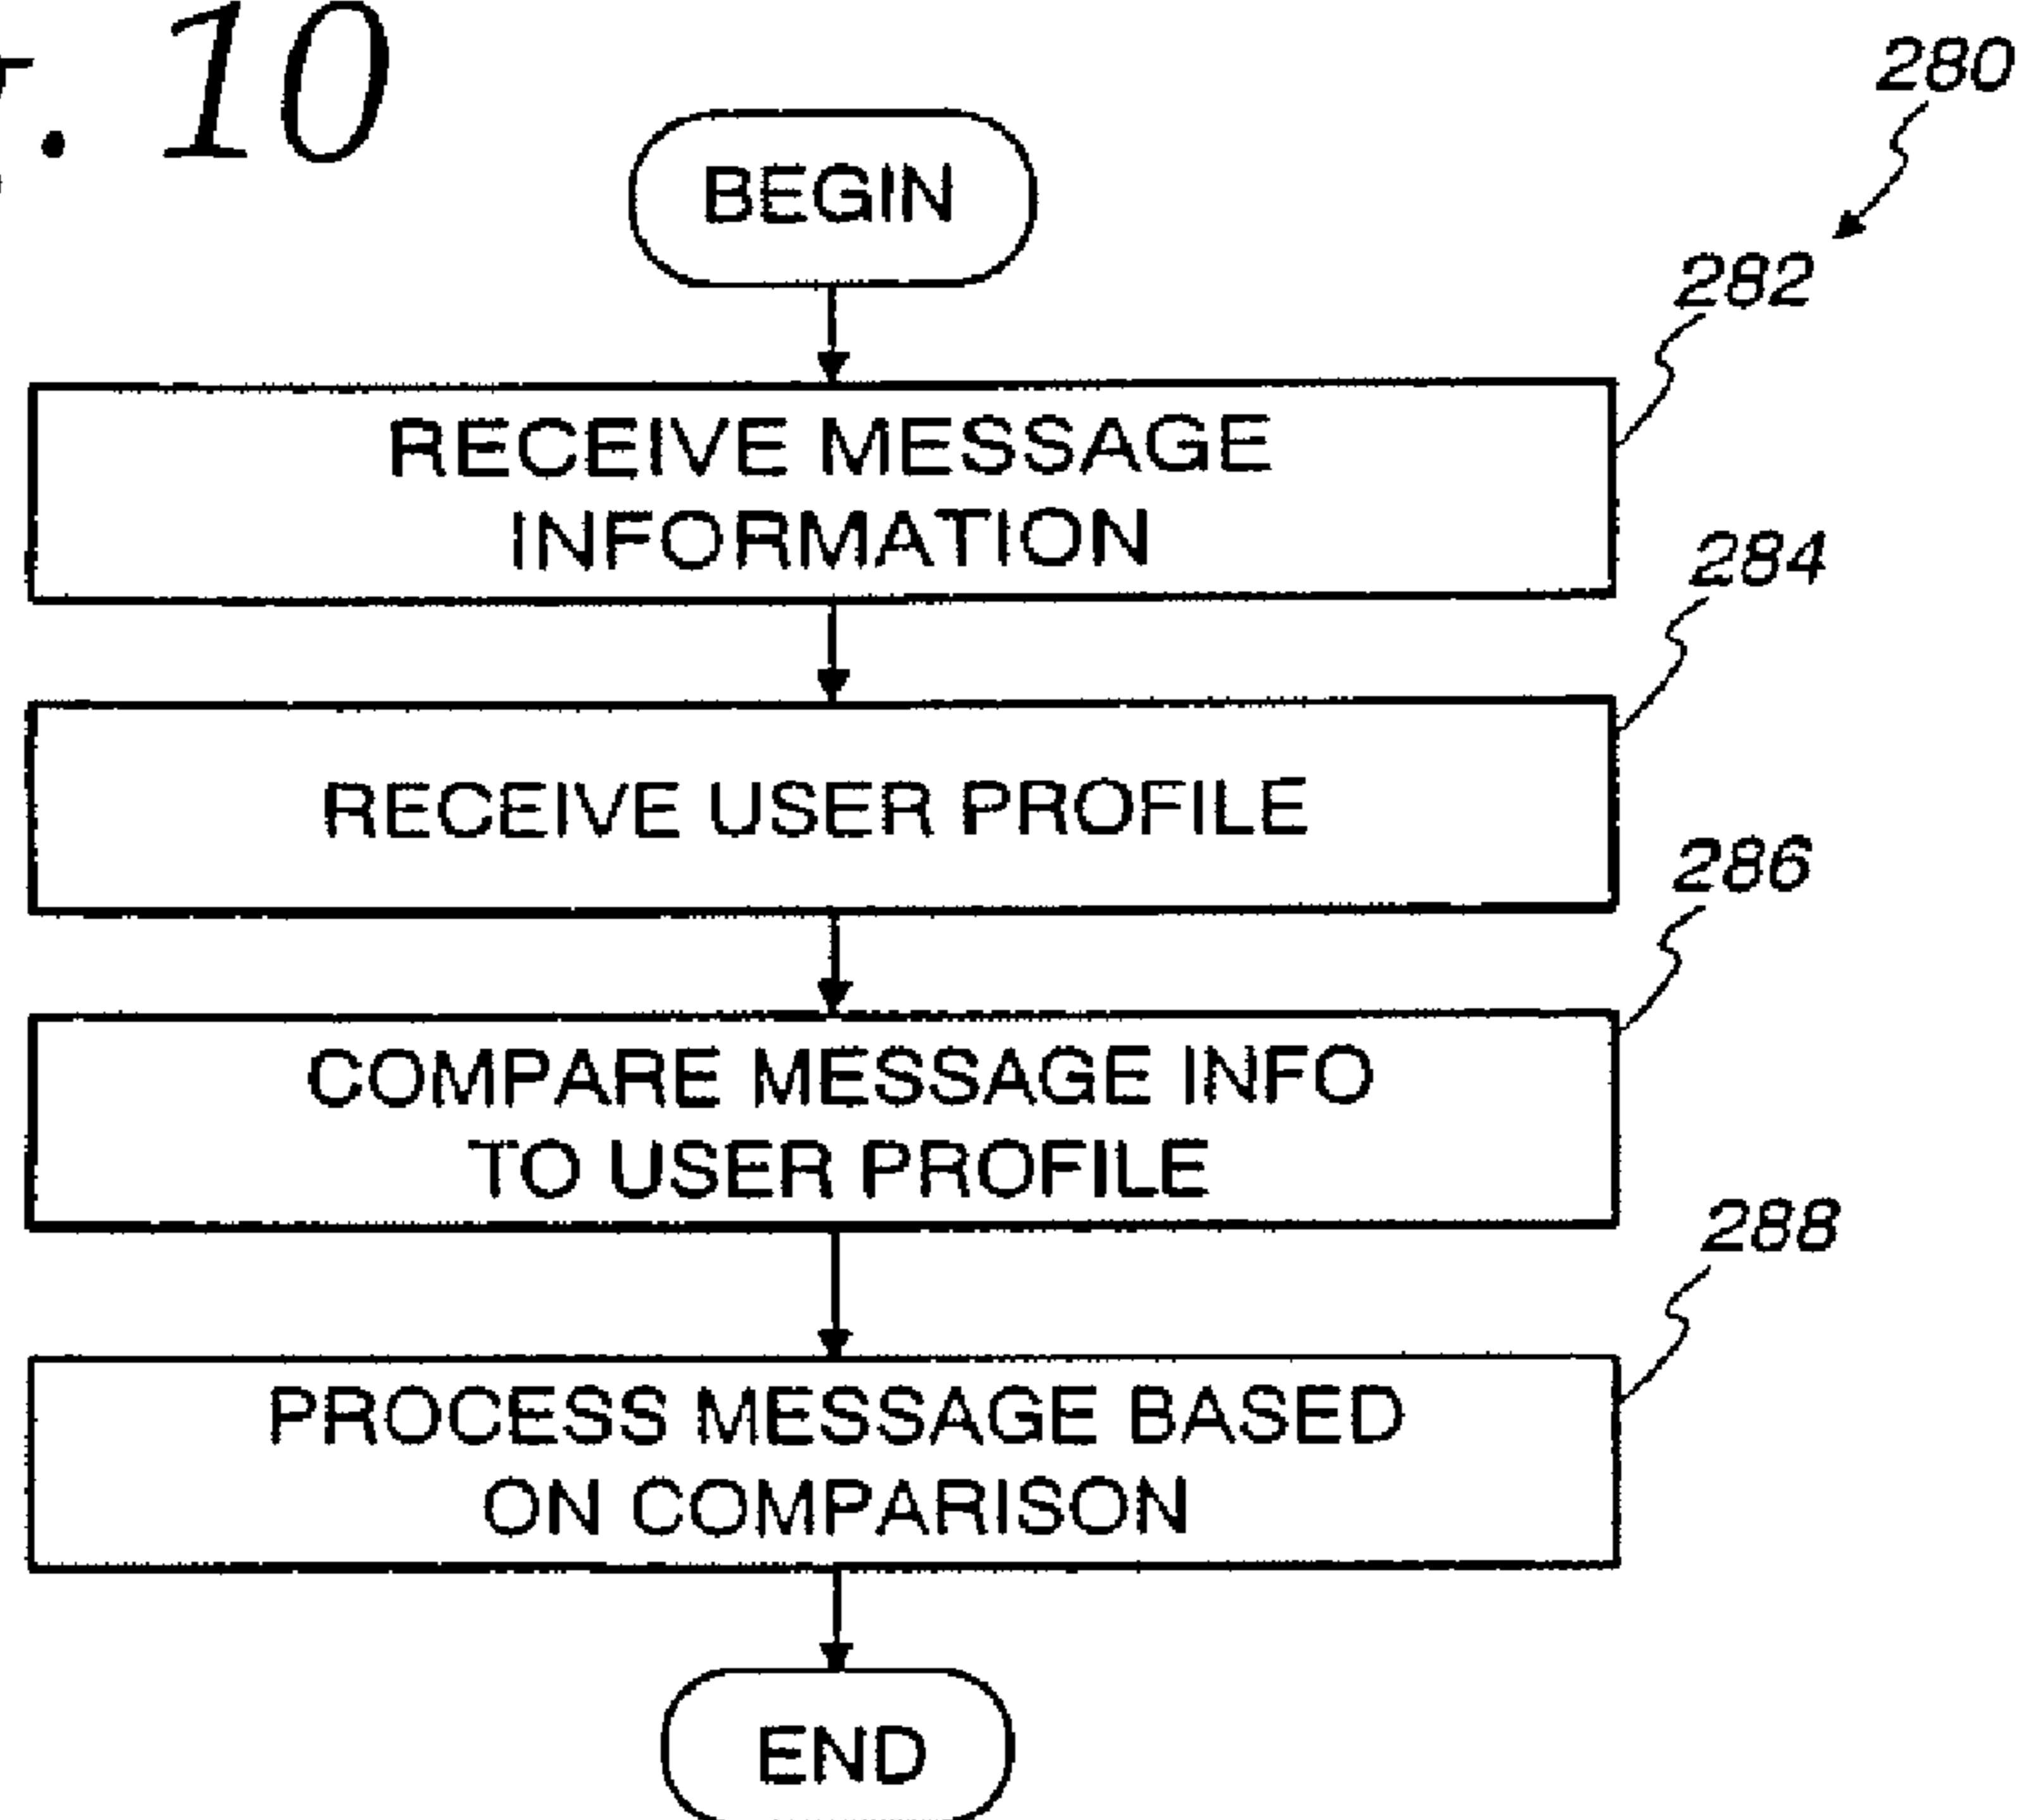 . 10
280
BEGIN
282
RECEIVE MESSAGE
INFORMATION
284
RECEIVE USER PROFILE
286
COMPARE MESSAGE INFO
TO USER PROFILE
288
PROCESS MESSAGE BASED
ON COMPARISON
END